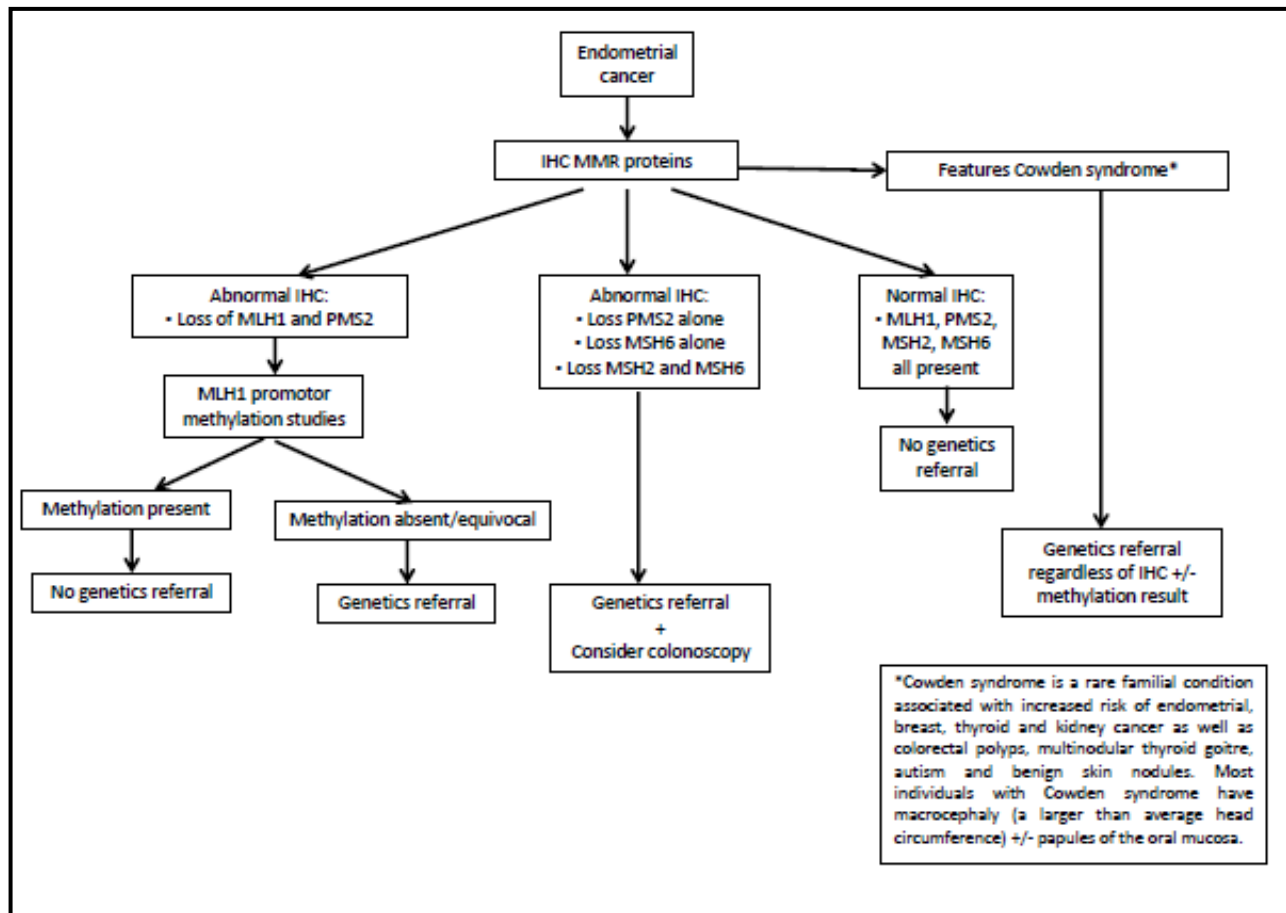 Endometrial
cancer
IHC MMR proteins
Features Cowden syndrome*
Abnormal IHC:
• Loss of MLH1 and PMS2
Abnormal IHC:
• Loss PMS2 alone
• Loss MSH6 alone
• Loss MSH2 and MSH6
Normal IHC:
• MLH1, PMS2,
MSH2, MSH6
all present
MLH1 promotor
methylation studies
No genetics
referral
Methylation present
Methylation absent/equivocal
No genetics referral
Genetics referral
Genetics referral
+
Consider colonoscopy
Genetics referral
regardless of IHC +/-
methylation result
*Cowden syndrome is a rare familial condition
associated with increased risk of endometrial,
breast, thyroid and kidney cancer as well as
colorectal polyps, multinodular thyroid goitre,
autism and benign skin nodules. Most
individuals with Cowden syndrome have
macrocephaly (a larger than average head
circumference) +/- papules of the oral mucosa.